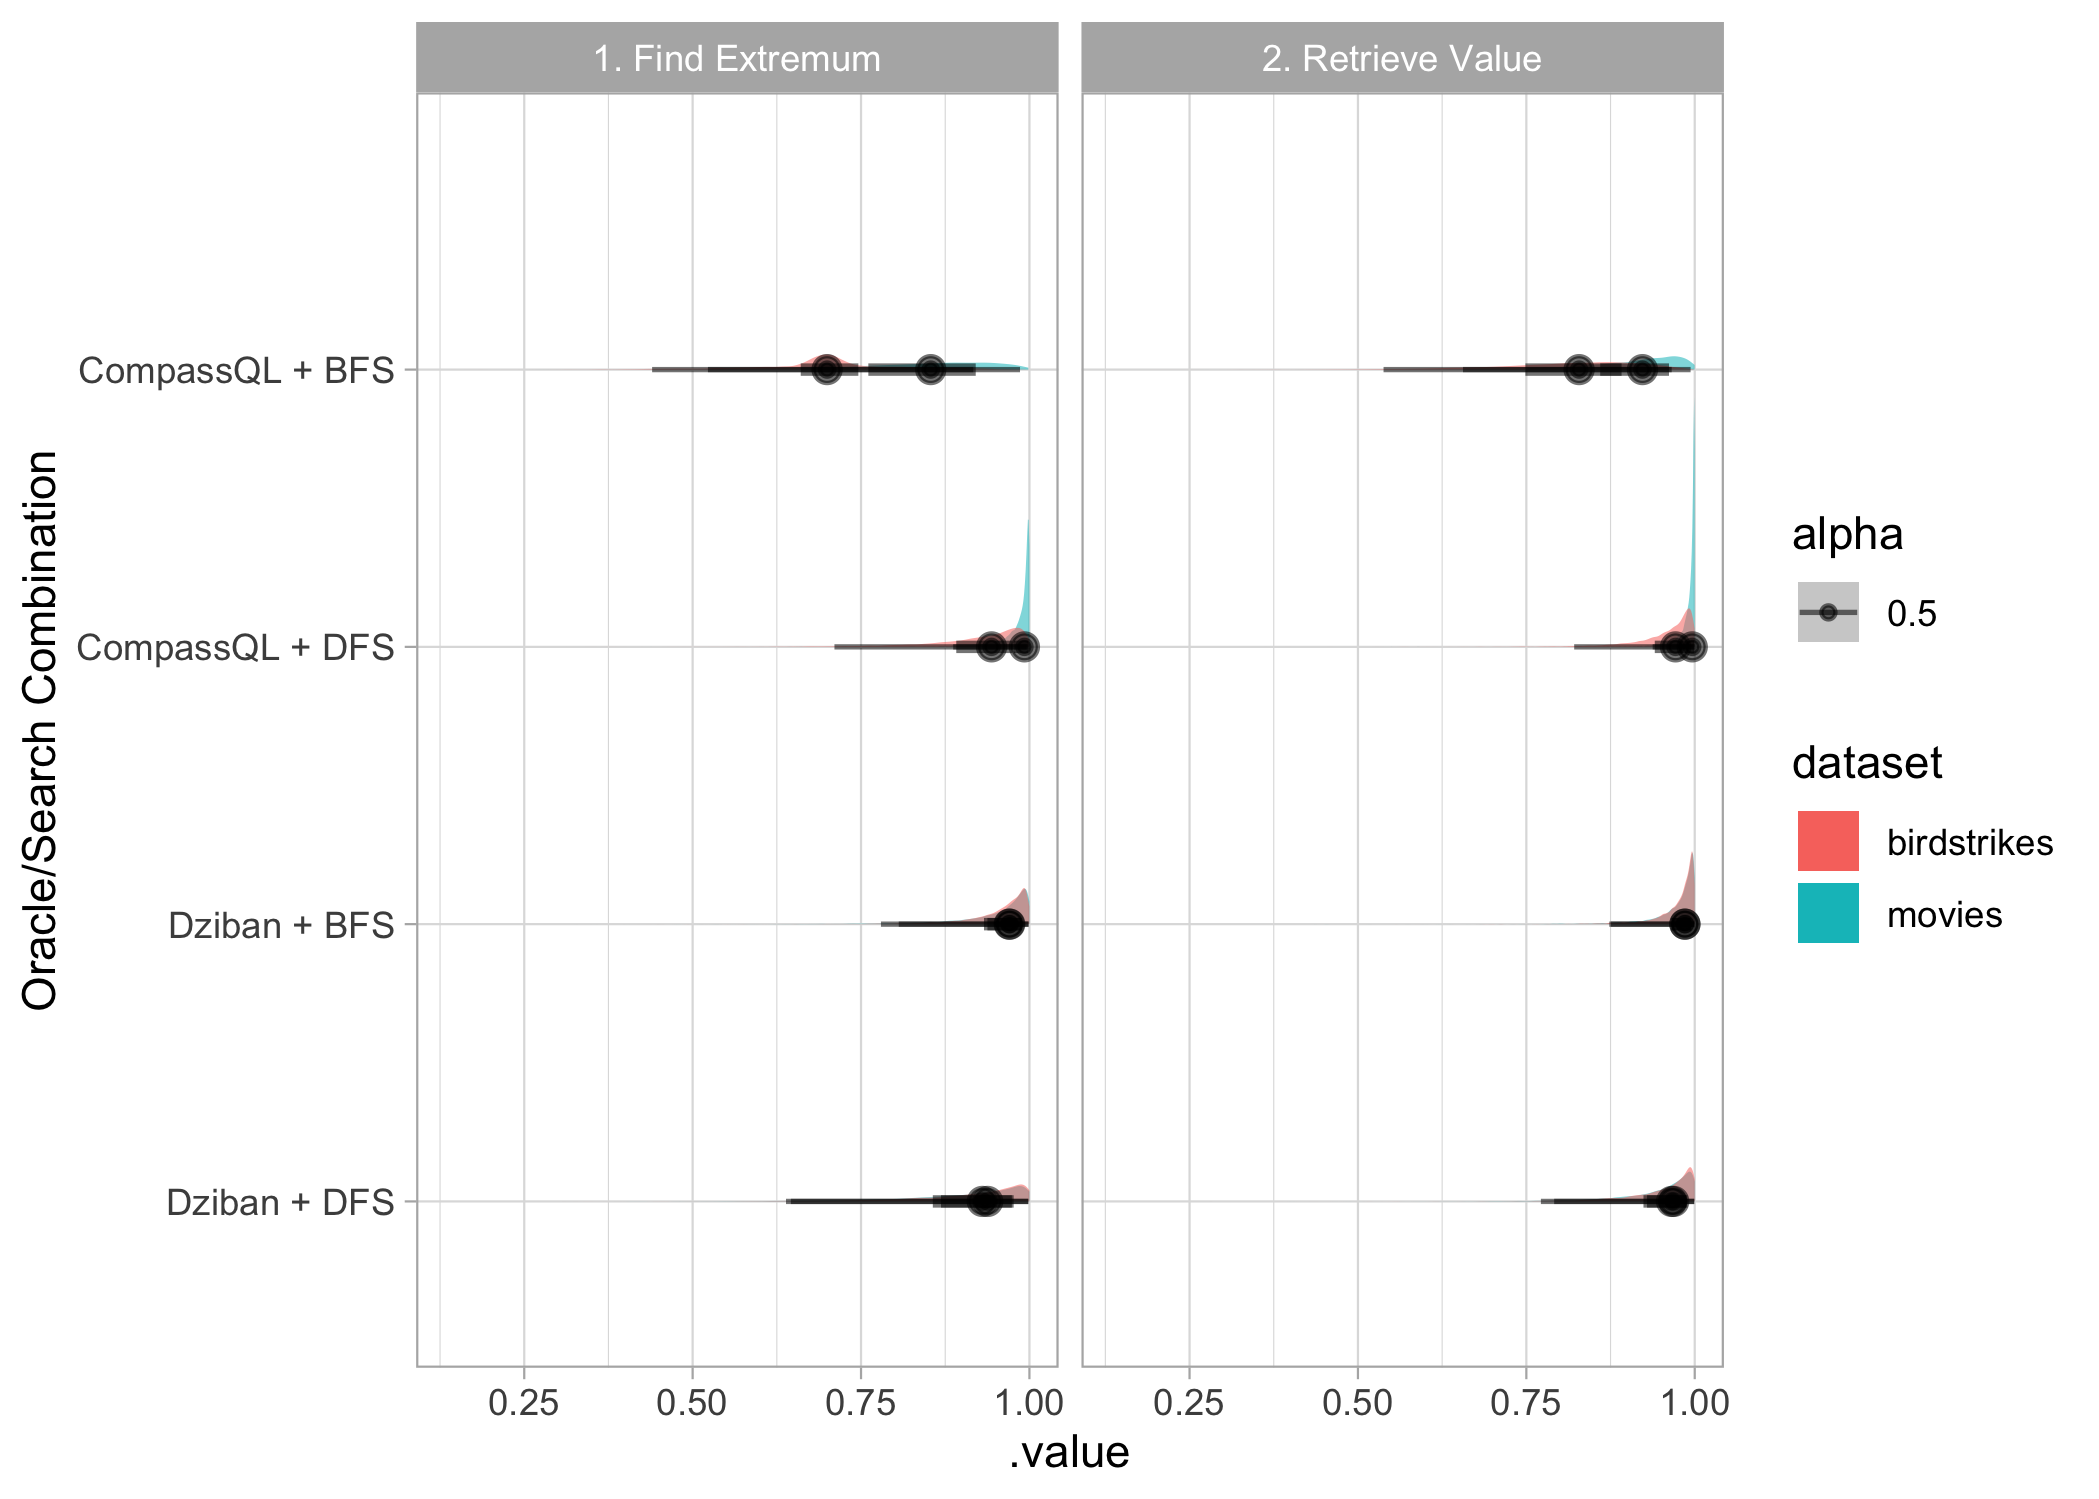 1. Find Extremum
2. Retrieve Value
Oracle/Search Combination
CompassQL + BFS
CompassQL + DFS
Dziban + BFS
Dziban + DFS
0.25 0.50 0.75 1.00
0.25 0.50 0.75 1.00
.value
alpha
0.5
dataset
birdstrikes
movies